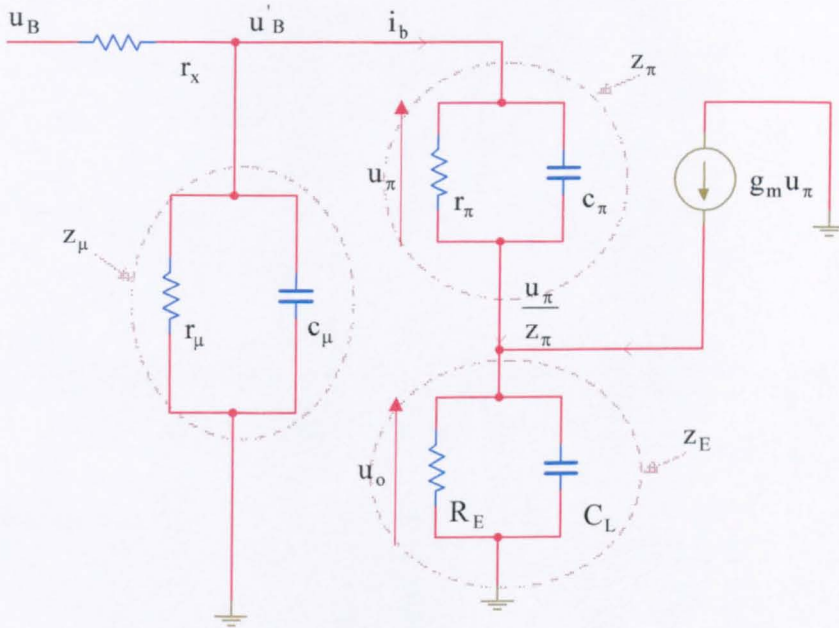 u_B
u'_B
i_b
r_x
z_π
u_π
r_π
c_π
g_m u_π
z_μ
r_μ
c_μ
u_π
z_π
z_E
u_o
R_E
C_L